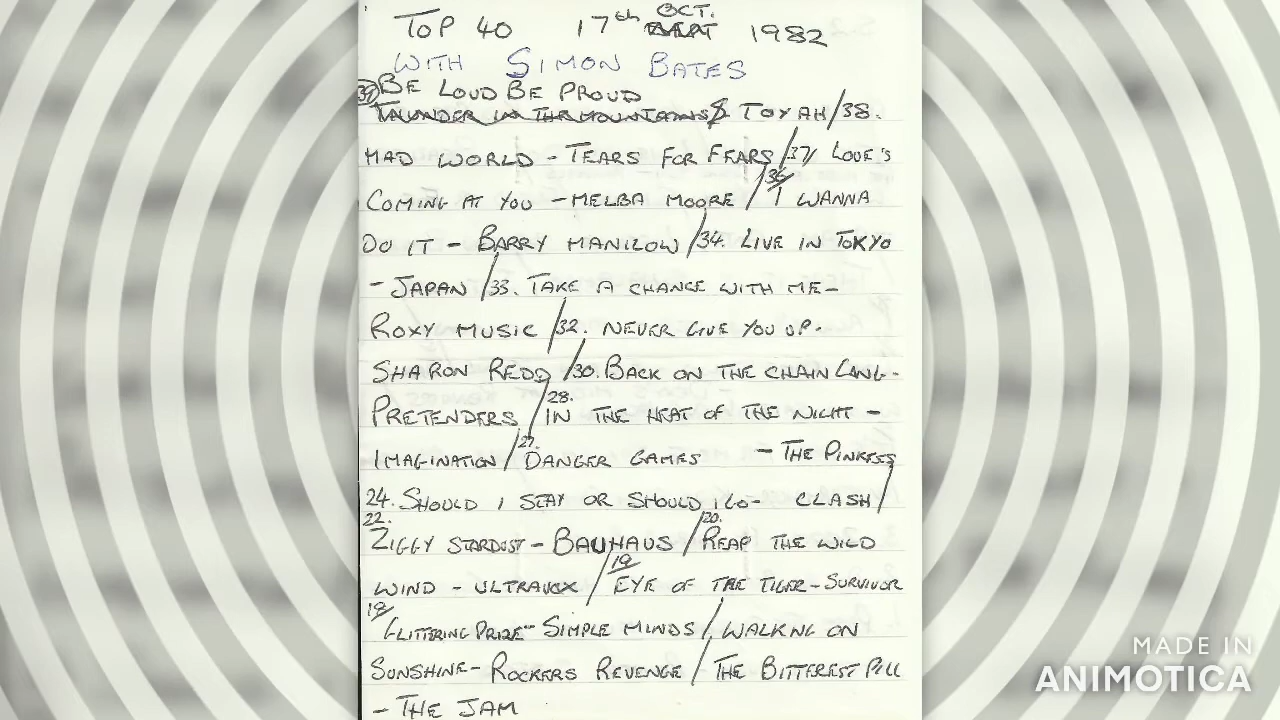 TOP 40 17th OCT. 1982
WITH SIMON BATES
39 BE LOUD BE PROUD
THUNDER IN THE MOUNTAINS TOYAH/38.
MAD WORLD - TEARS FOR FEARS/37/ LOVE'S
COMING AT YOU - MELBA MOORE/36/ I WANNA
DO IT - BARRY MANILOW/34. LIVE IN TOKYO
- JAPAN/33. TAKE A CHANCE WITH ME -
ROXY MUSIC/32. NEVER GIVE YOU UP.
SHARON REDD/30. BACK ON THE CHAIN GANG -
PRETENDERS/28. IN THE HEAT OF THE NIGHT -
IMAGINATION/27. DANGER GAMES - THE PINKEES
24. SHOULD I STAY OR SHOULD I GO - CLASH/
22. ZIGGY STARDUST - BAUHAUS/20. REAP THE WILD
WIND - ULTRAVOX/19/ EYE OF THE TIGER - SURVIVOR
19/ GLITTERING PRIZE - SIMPLE MINDS/ WALKNG ON
SUNSHINE - ROCKERS REVENGE/ THE BITTEREST PILL
- THE JAM
MADE IN
ANIMOTICA